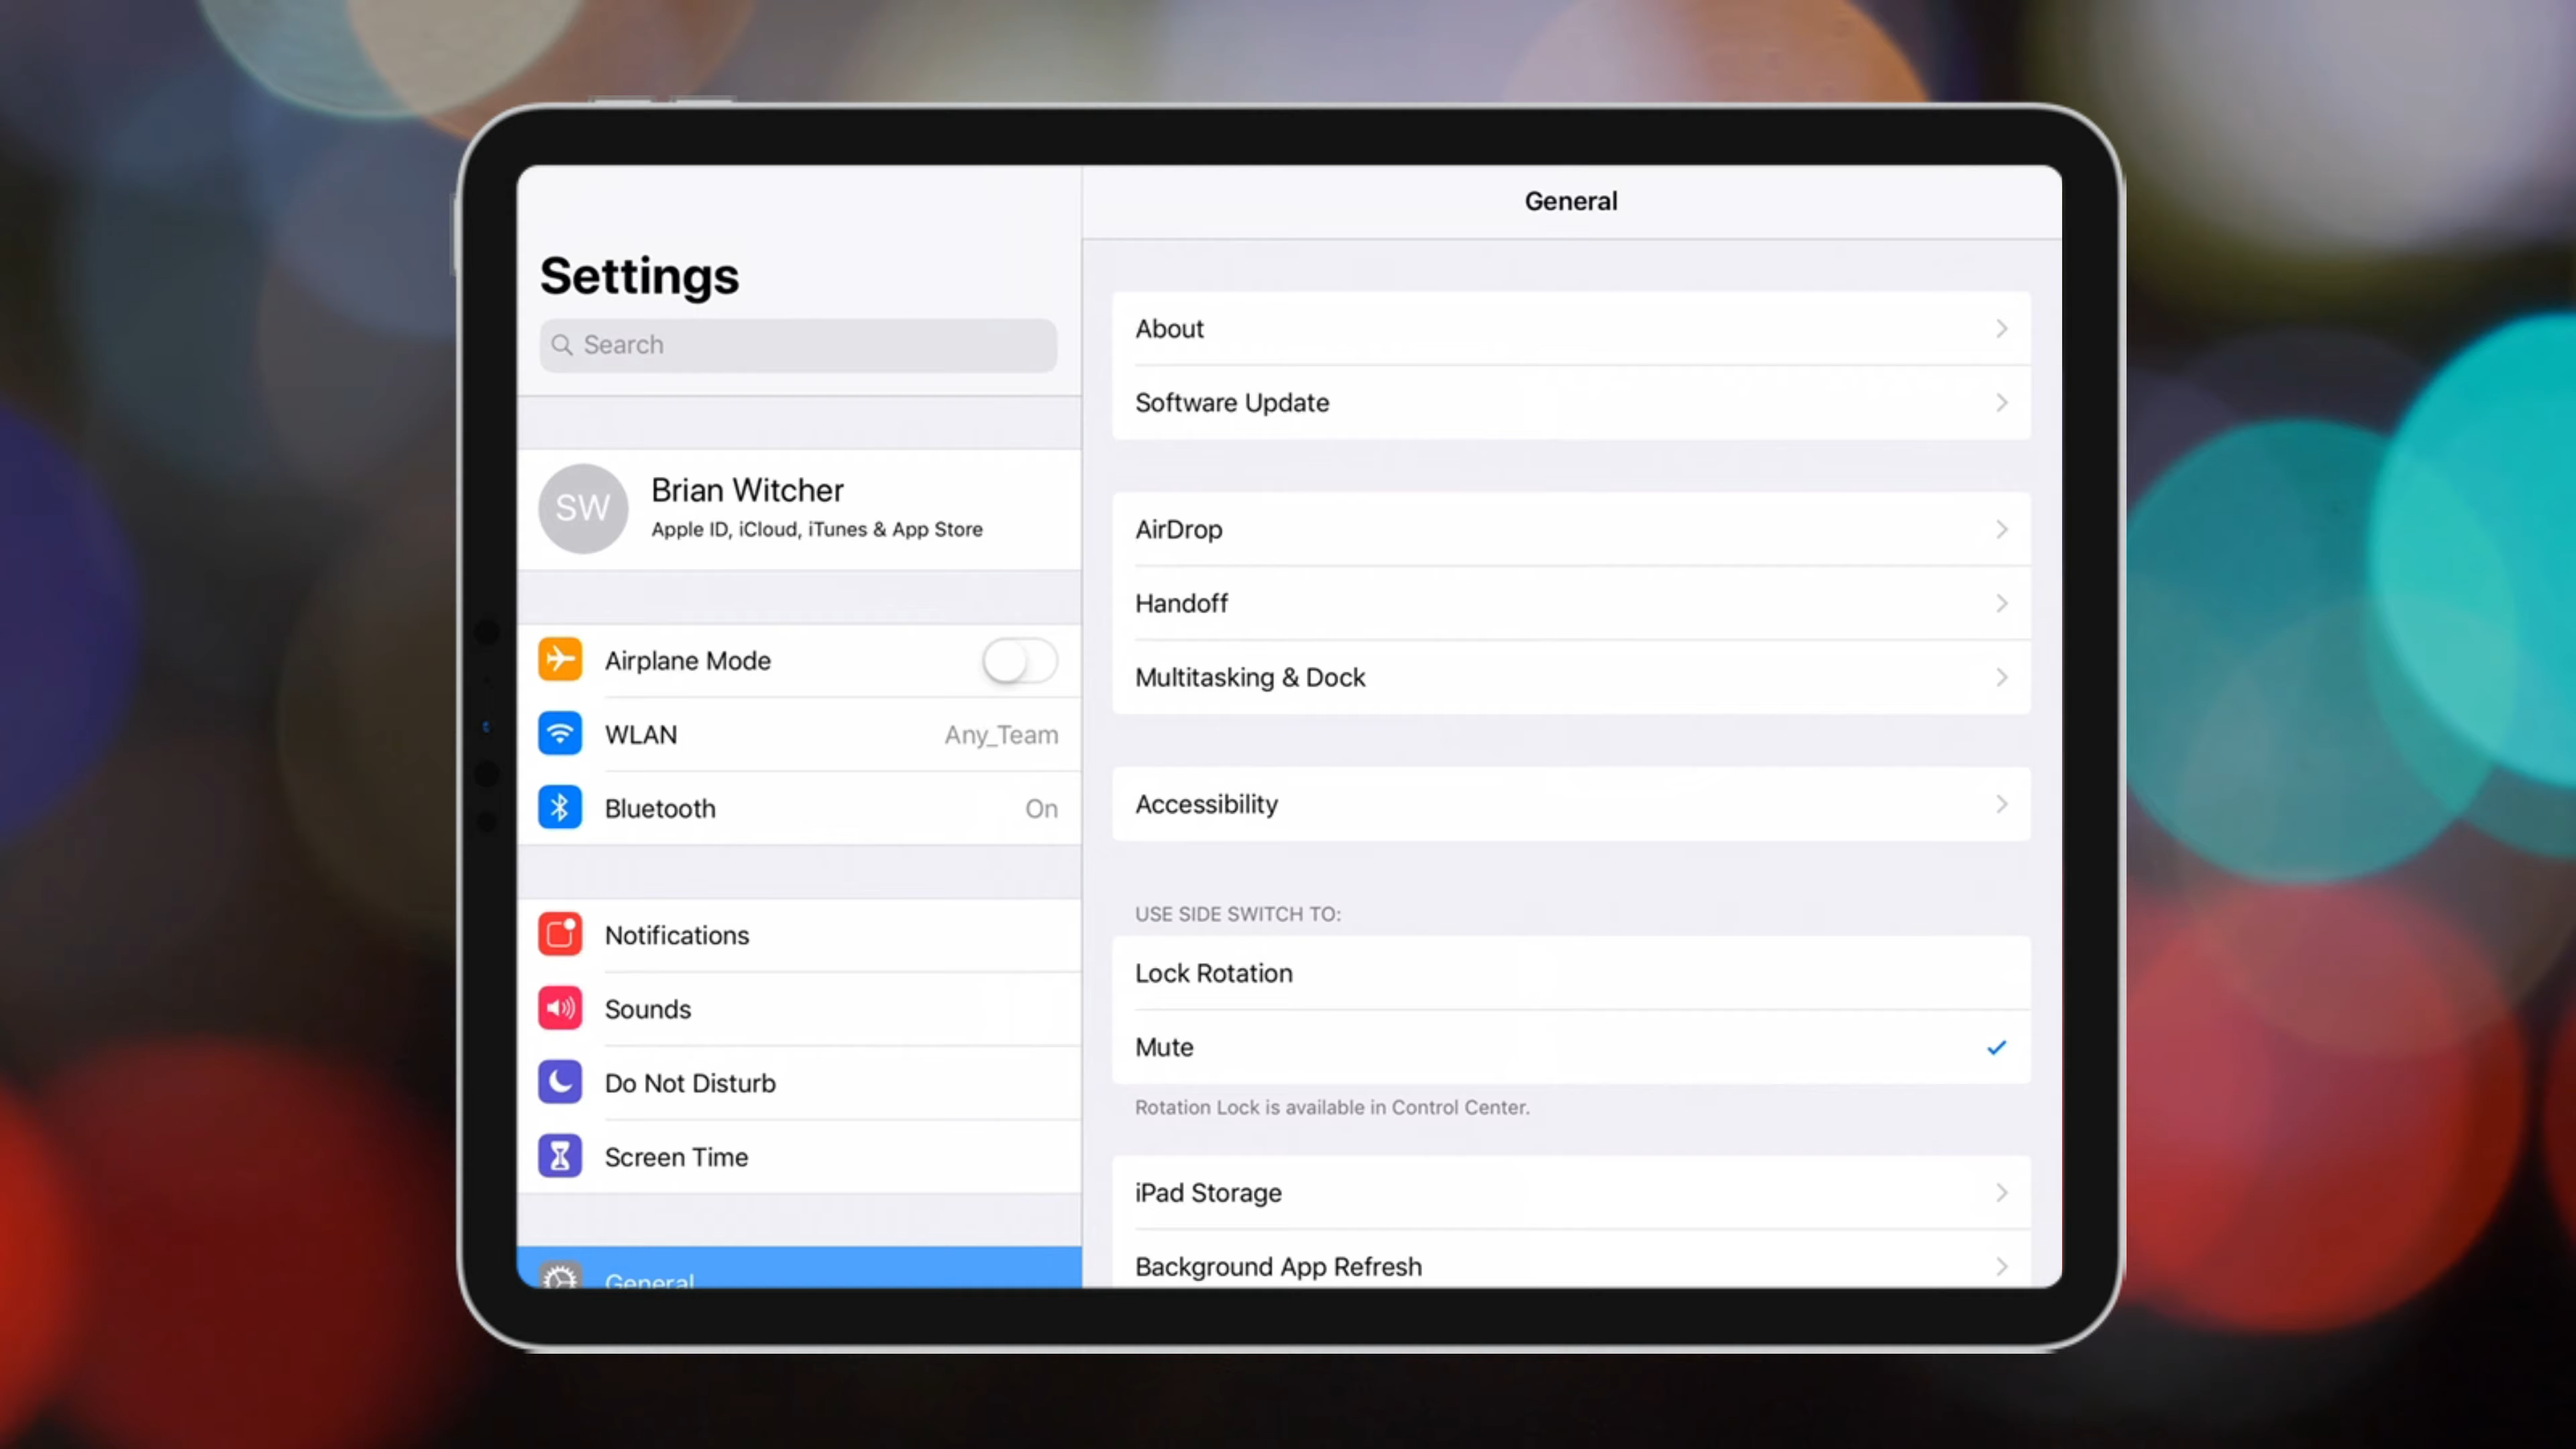 General
Settings
Search
SW
Brian Witcher
Apple ID, iCloud, iTunes & App Store
Airplane Mode
WLAN Any_Team
Bluetooth On
Notifications
Sounds
Do Not Disturb
Screen Time
General
About
Software Update
AirDrop
Handoff
Multitasking & Dock
Accessibility
USE SIDE SWITCH TO:
Lock Rotation
Mute
Rotation Lock is available in Control Center.
iPad Storage
Background App Refresh